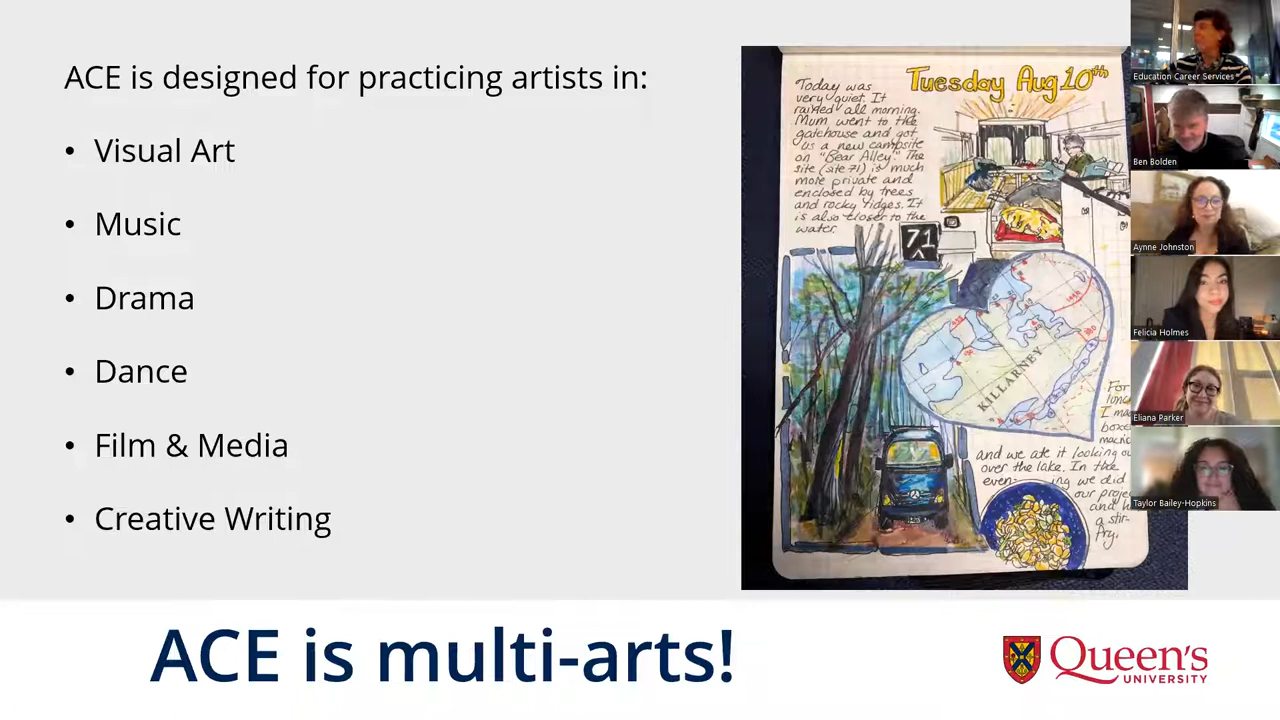 ACE is designed for practicing artists in:
• Visual Art
• Music
• Drama
• Dance
• Film & Media
• Creative Writing
Tuesday Aug 10th
Today was
very quiet. It
rained all morning.
Mum went to the
gatehouse and got
us a new campsite
on "Bear Alley." The
site (site 71) is much
more private and
enclosed by trees
and rocky ridges. It
is also closer to the
water.
71
KILLARNEY
For
I ma
and we ate it looking ou
over the lake. In the
evening we did
our proje
and h
a stir-
fry.
Education Career Services
Ben Bolden
Aynne Johnston
Felicia Holmes
Eliana Parker
Taylor Bailey-Hopkins
ACE is multi-arts!
Queen's
UNIVERSITY